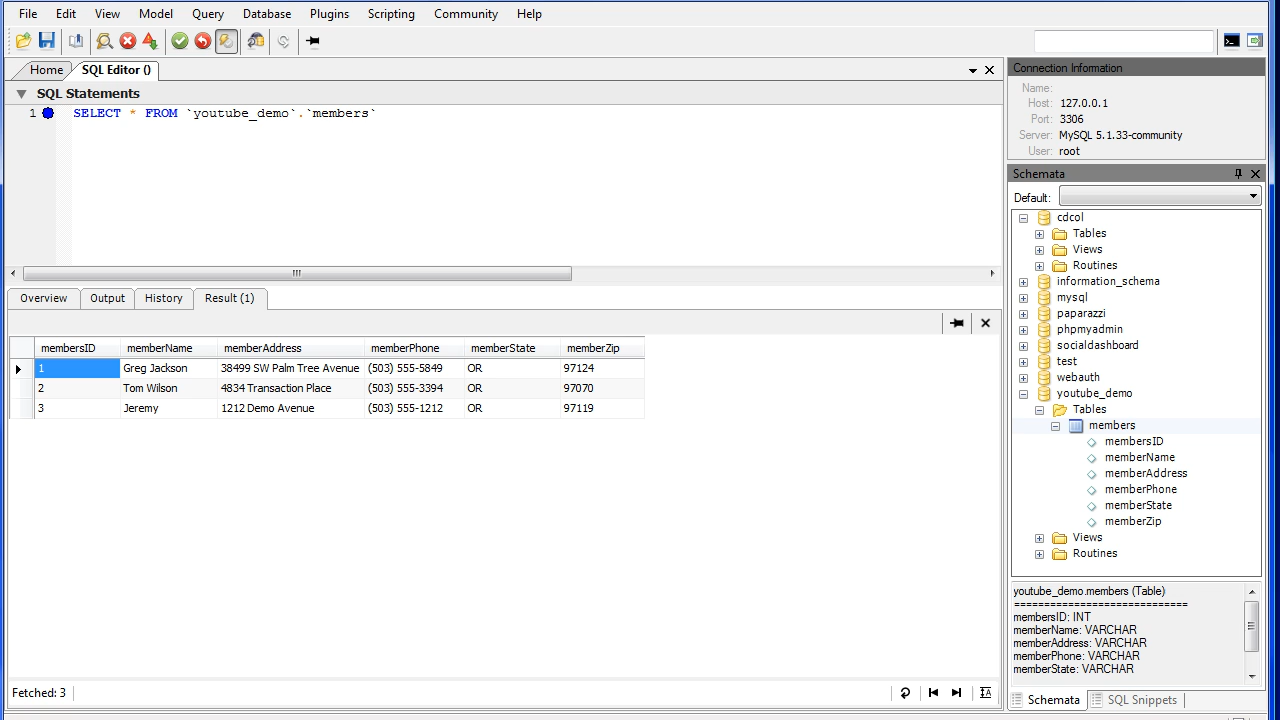 File Edit View Model Query Database Plugins Scripting Community Help
Home SQL Editor ()
SQL Statements
1 SELECT * FROM `youtube_demo`.`members`
Overview Output History Result (1)
membersID memberName memberAddress memberPhone memberState memberZip
1 Greg Jackson 38499 SW Palm Tree Avenue (503) 555-5849 OR 97124
2 Tom Wilson 4834 Transaction Place (503) 555-3394 OR 97070
3 Jeremy 1212 Demo Avenue (503) 555-1212 OR 97119
Fetched: 3
Connection Information
Name:
Host: 127.0.0.1
Port: 3306
Server: MySQL 5.1.33-community
User: root
Schemata
Default:
cdcol
Tables
Views
Routines
information_schema
mysql
paparazzi
phpmyadmin
socialdashboard
test
webauth
youtube_demo
Tables
members
membersID
memberName
memberAddress
memberPhone
memberState
memberZip
Views
Routines
youtube_demo.members (Table)
=============================
membersID: INT
memberName: VARCHAR
memberAddress: VARCHAR
memberPhone: VARCHAR
memberState: VARCHAR
Schemata SQL Snippets